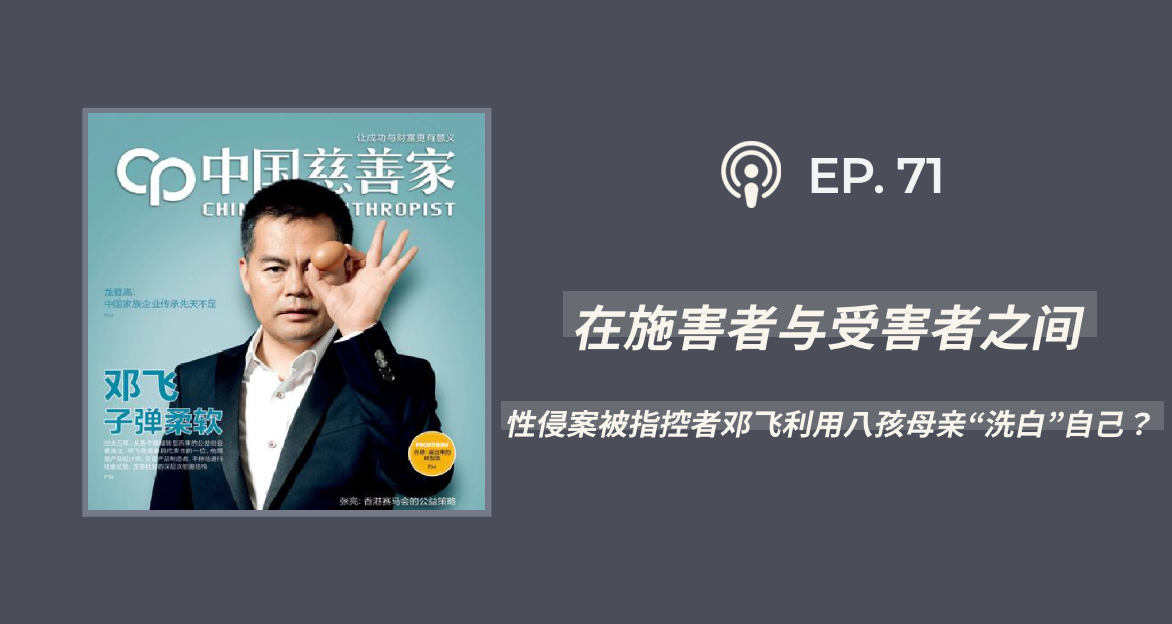 让成功与财富更有意义
CP中国慈善家
CHIN THROPIST
龙登高:
中国家族企业传承先天不足
邓飞
子弹柔软
FRONTIERS
张亮: 香港赛马会的公益策略
EP. 71
在施害者与受害者之间
性侵案被指控者邓飞利用八孩母亲“洗白”自己？